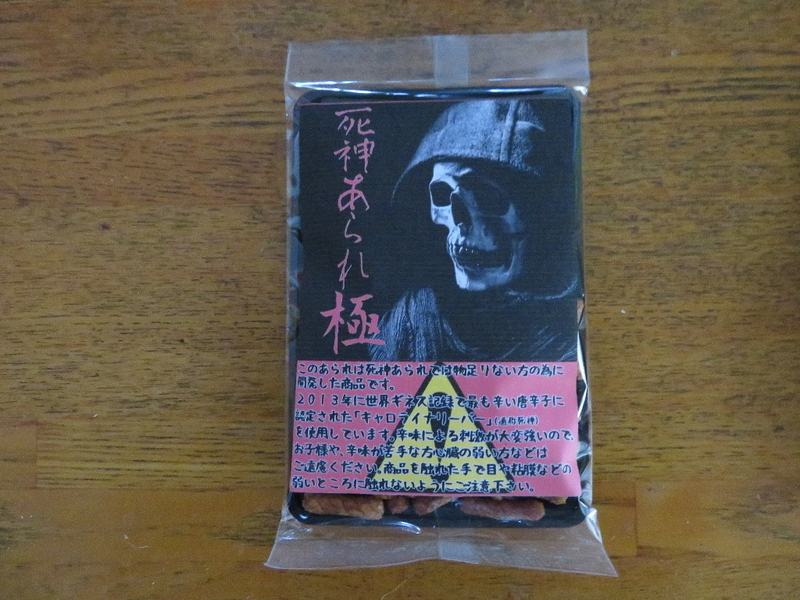 死神あられ
極
このあられは死神あられでは物足りない方の為に
開発した商品です。
2013年に世界ギネス記録で最も辛い唐辛子に
認定された「キャロライナリーパー」(通称死神)
を使用しています。辛味による刺激が大変強いので、
お子様や、辛味が苦手な方心臓の弱い方などは
ご遠慮ください。商品を触れた手で目や粘膜などの
弱いところに触れないようにご注意下さい。